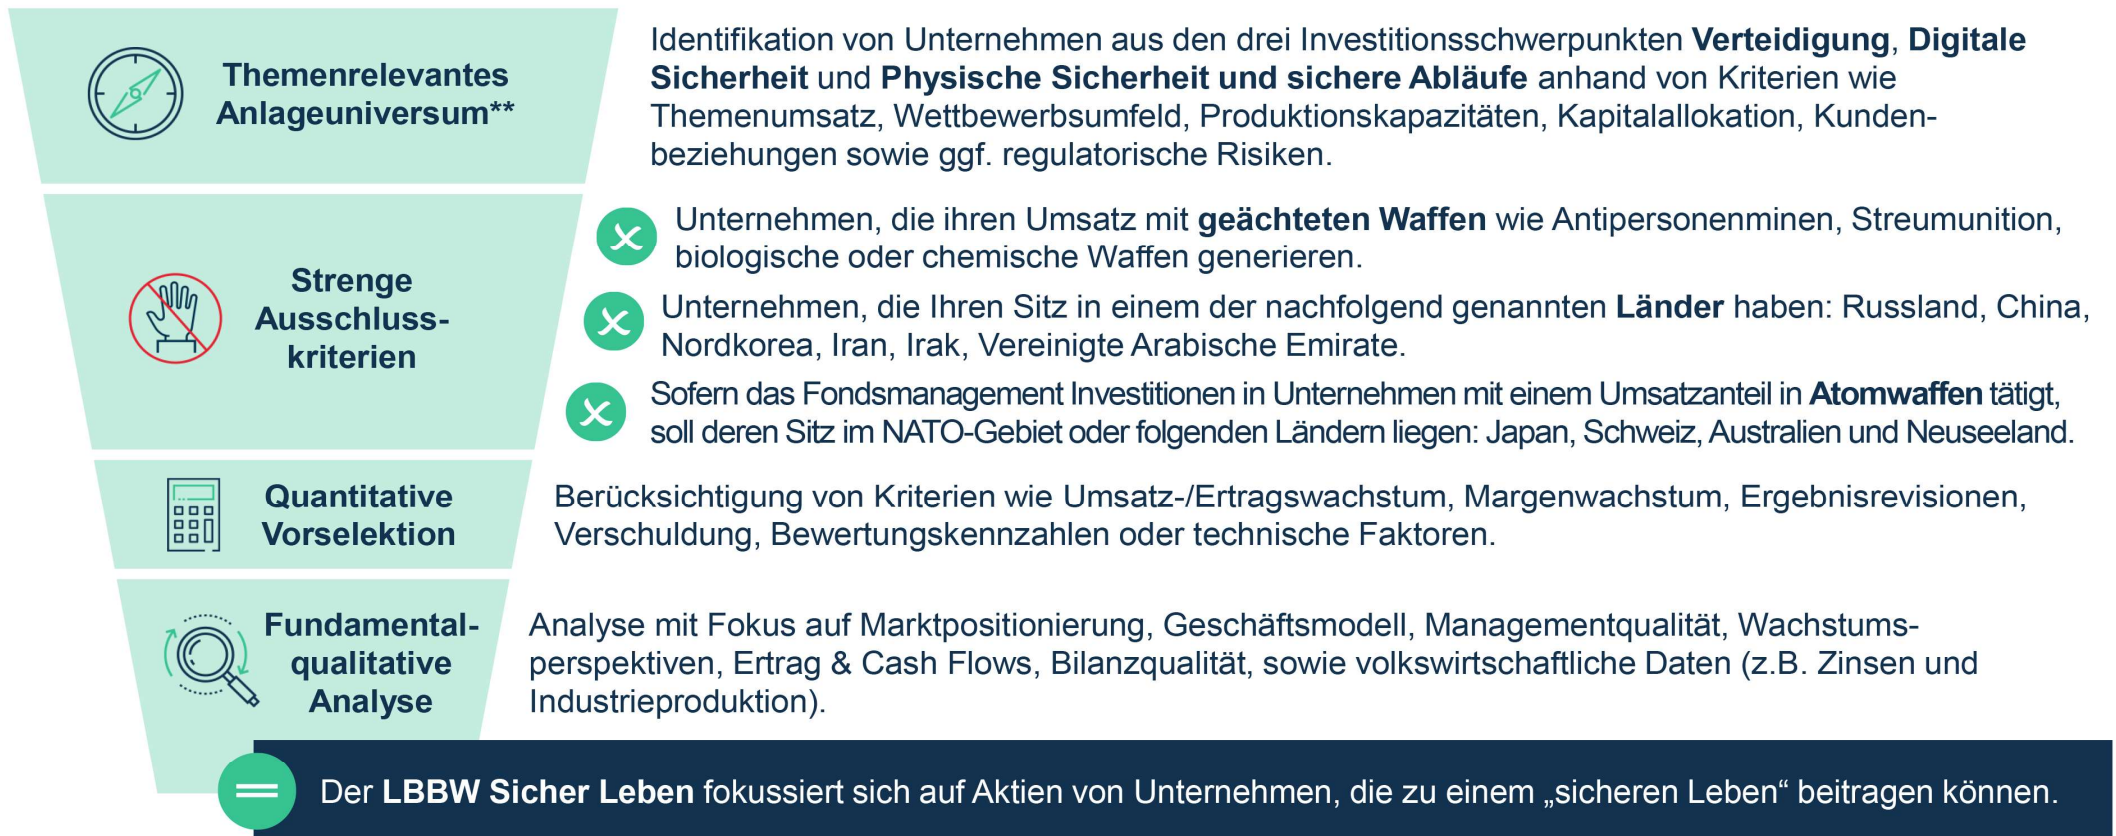 Themenrelevantes
Anlageuniversum**
Identifikation von Unternehmen aus den drei Investitionsschwerpunkten Verteidigung, Digitale
Sicherheit und Physische Sicherheit und sichere Abläufe anhand von Kriterien wie
Themenumsatz, Wettbewerbsumfeld, Produktionskapazitäten, Kapitalallokation, Kunden-
beziehungen sowie ggf. regulatorische Risiken.
Strenge
Ausschluss-
kriterien
Unternehmen, die ihren Umsatz mit geächteten Waffen wie Antipersonenminen, Streumunition,
biologische oder chemische Waffen generieren.
Unternehmen, die Ihren Sitz in einem der nachfolgend genannten Länder haben: Russland, China,
Nordkorea, Iran, Irak, Vereinigte Arabische Emirate.
Sofern das Fondsmanagement Investitionen in Unternehmen mit einem Umsatzanteil in Atomwaffen tätigt,
soll deren Sitz im NATO-Gebiet oder folgenden Ländern liegen: Japan, Schweiz, Australien und Neuseeland.
Quantitative
Vorselektion
Berücksichtigung von Kriterien wie Umsatz-/Ertragswachstum, Margenwachstum, Ergebnisrevisionen,
Verschuldung, Bewertungskennzahlen oder technische Faktoren.
Fundamental-
qualitative
Analyse
Analyse mit Fokus auf Marktpositionierung, Geschäftsmodell, Managementqualität, Wachstums-
perspektiven, Ertrag & Cash Flows, Bilanzqualität, sowie volkswirtschaftliche Daten (z.B. Zinsen und
Industrieproduktion).
Der LBBW Sicher Leben fokussiert sich auf Aktien von Unternehmen, die zu einem „sicheren Leben“ beitragen können.